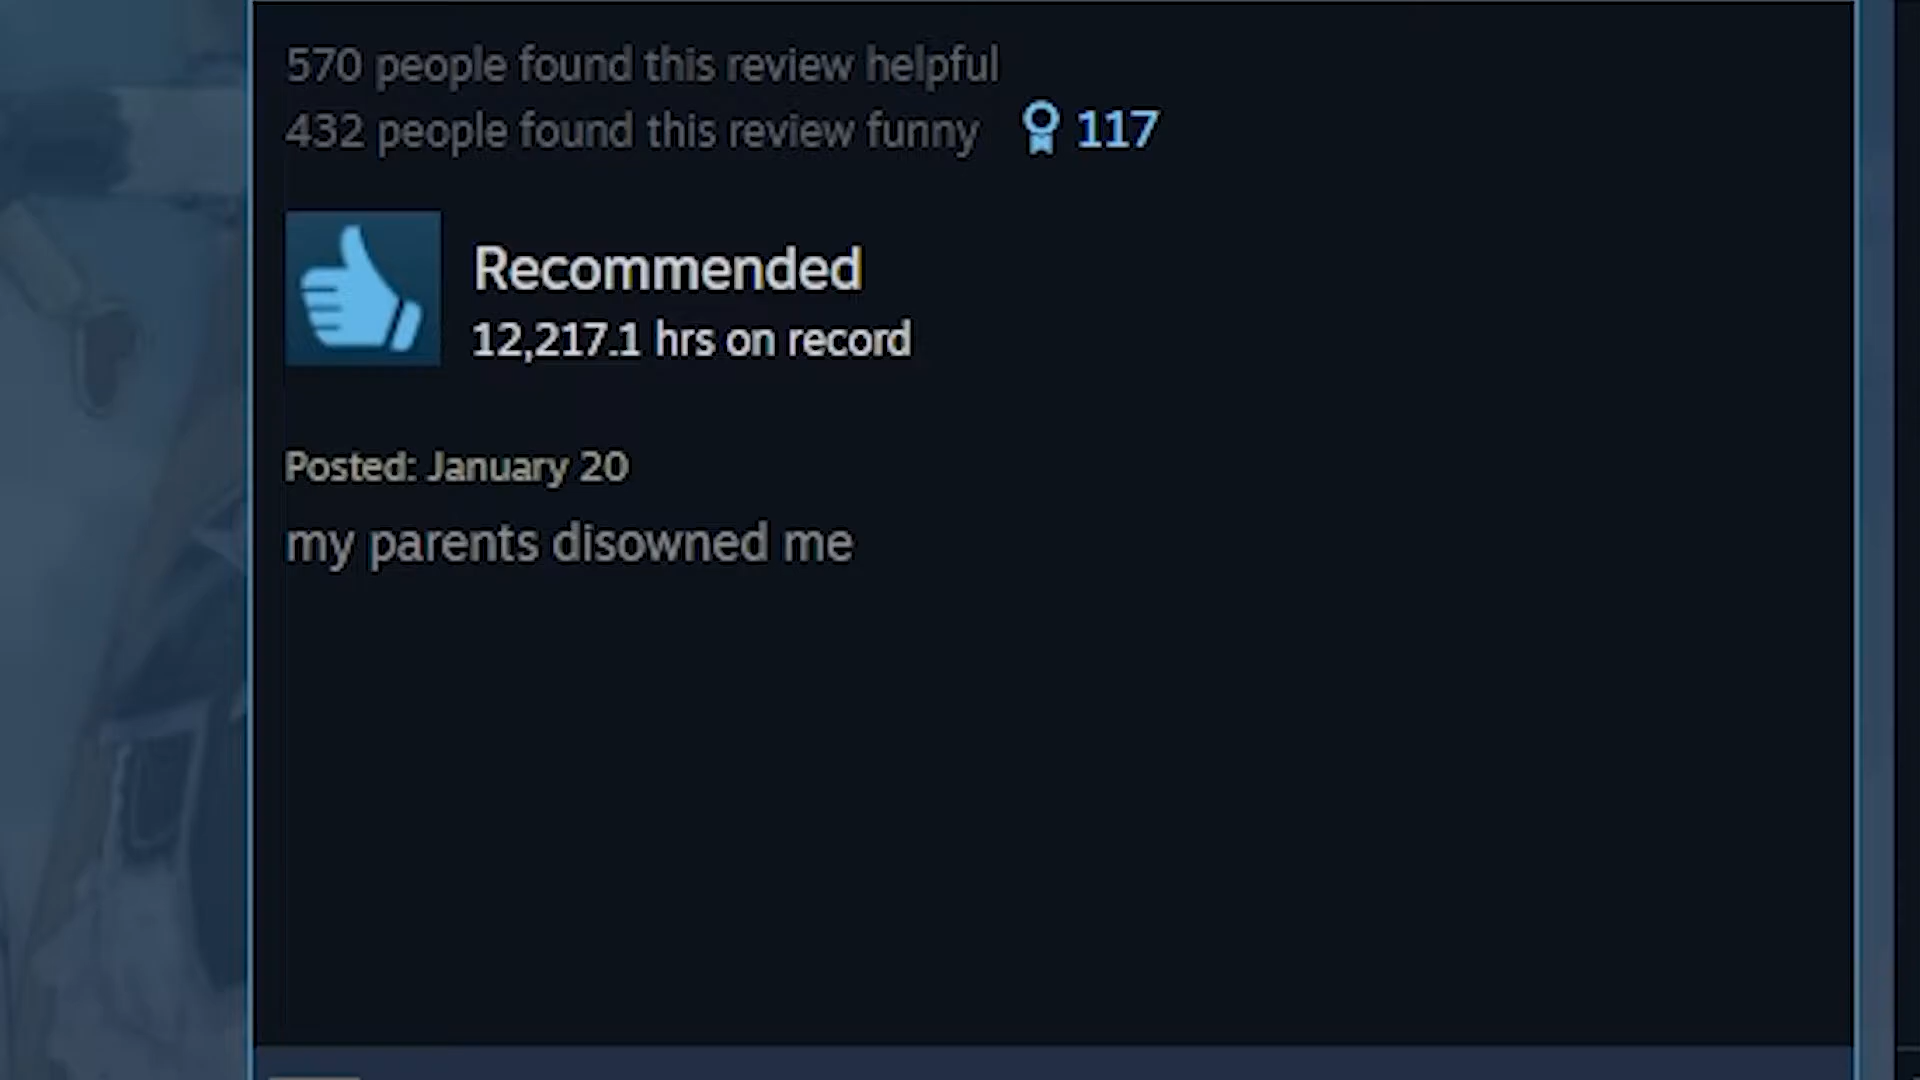 570 people found this review helpful
432 people found this review funny 117
Recommended
12,217.1 hrs on record
Posted: January 20
my parents disowned me